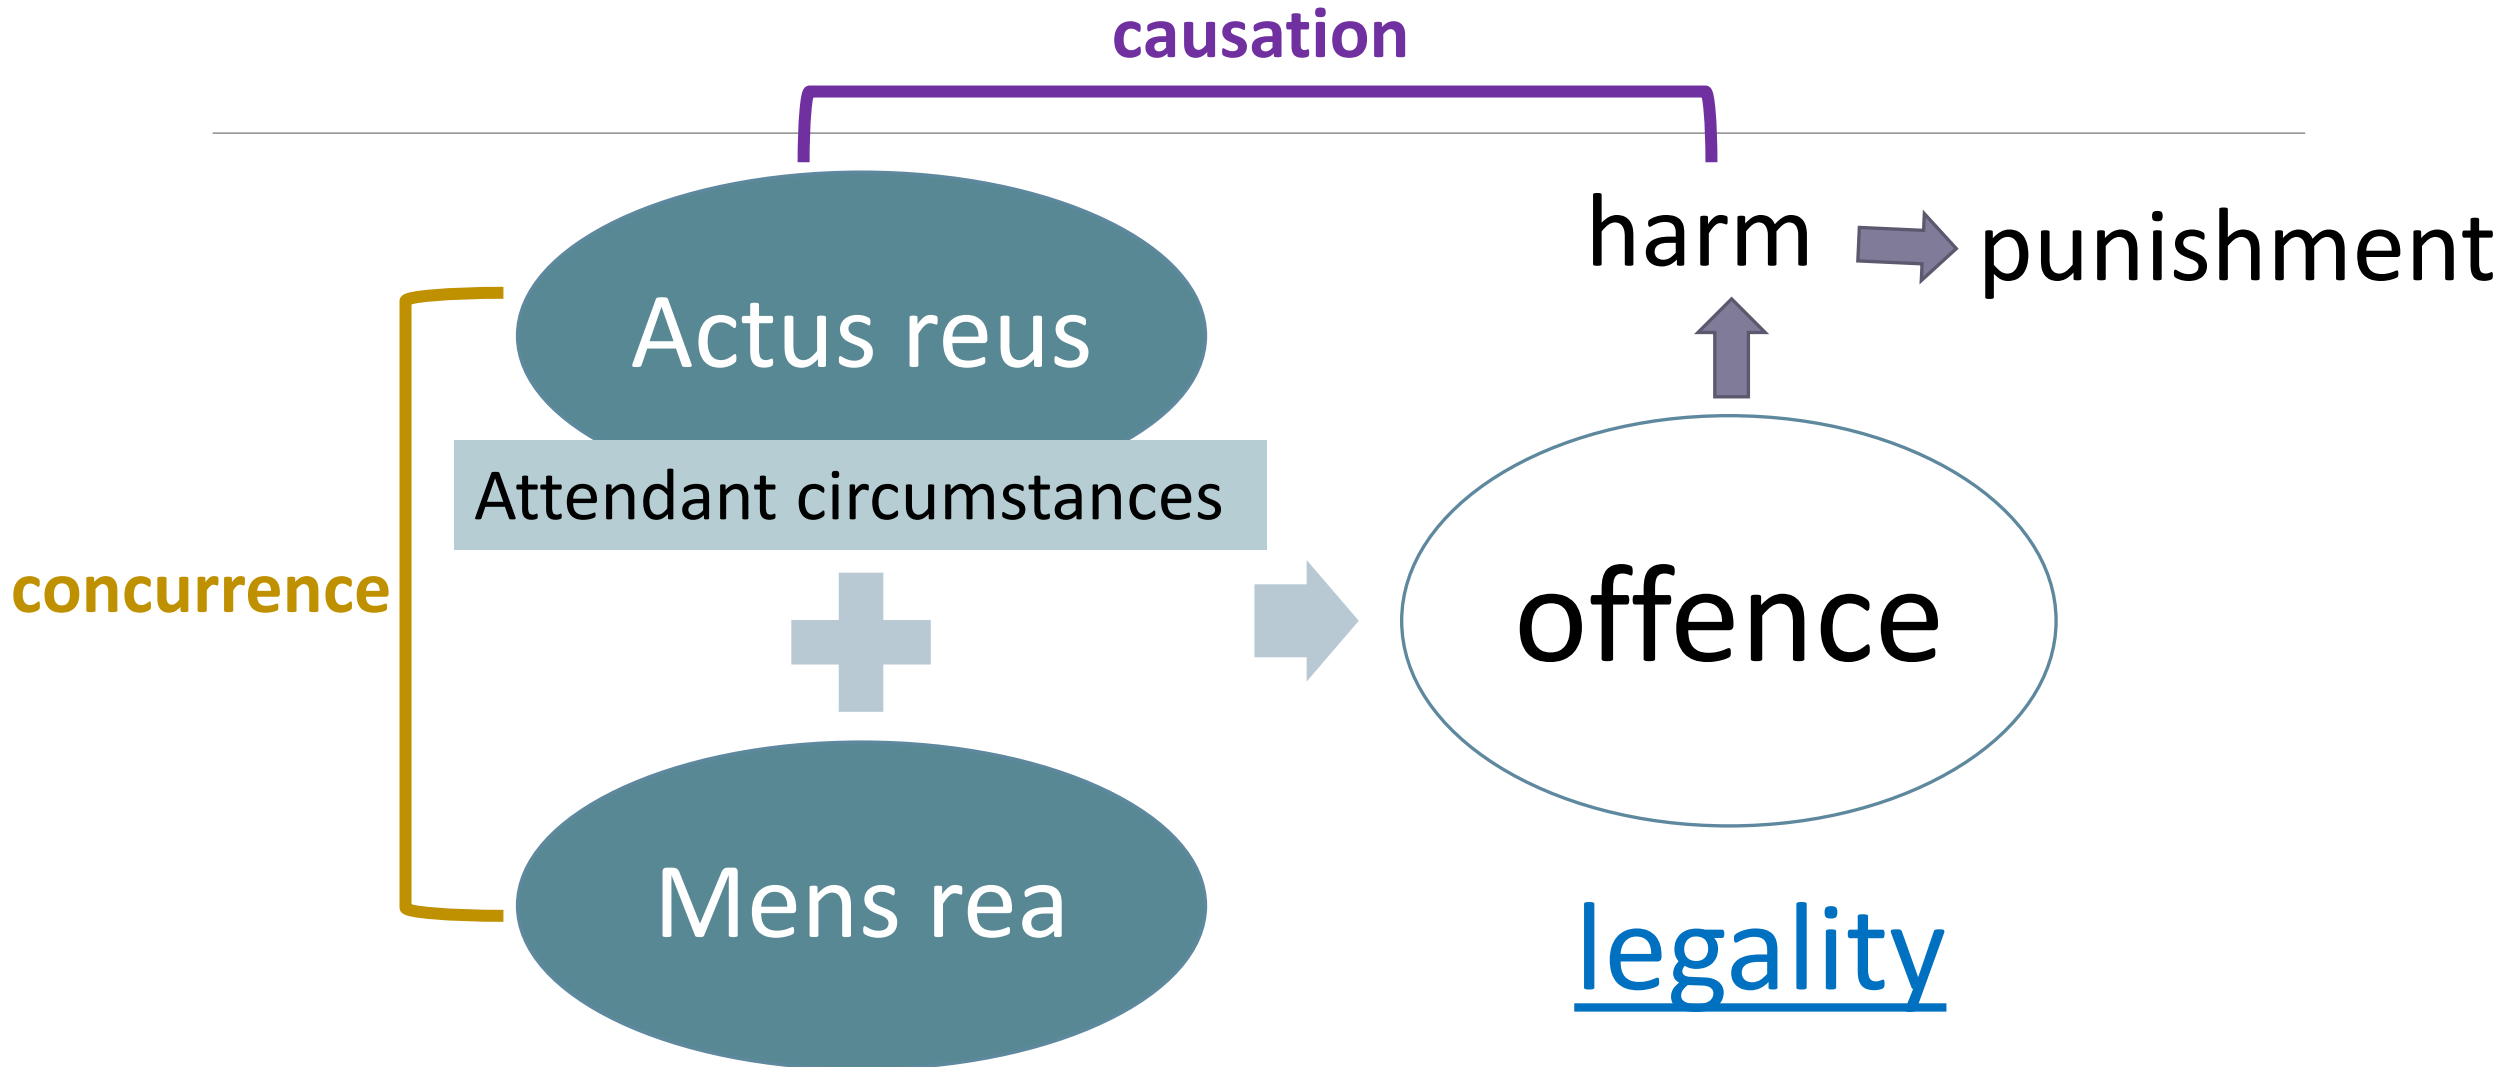 causation
harm
punishment
Actus reus
Attendant circumstances
concurrence
offence
Mens rea
legality